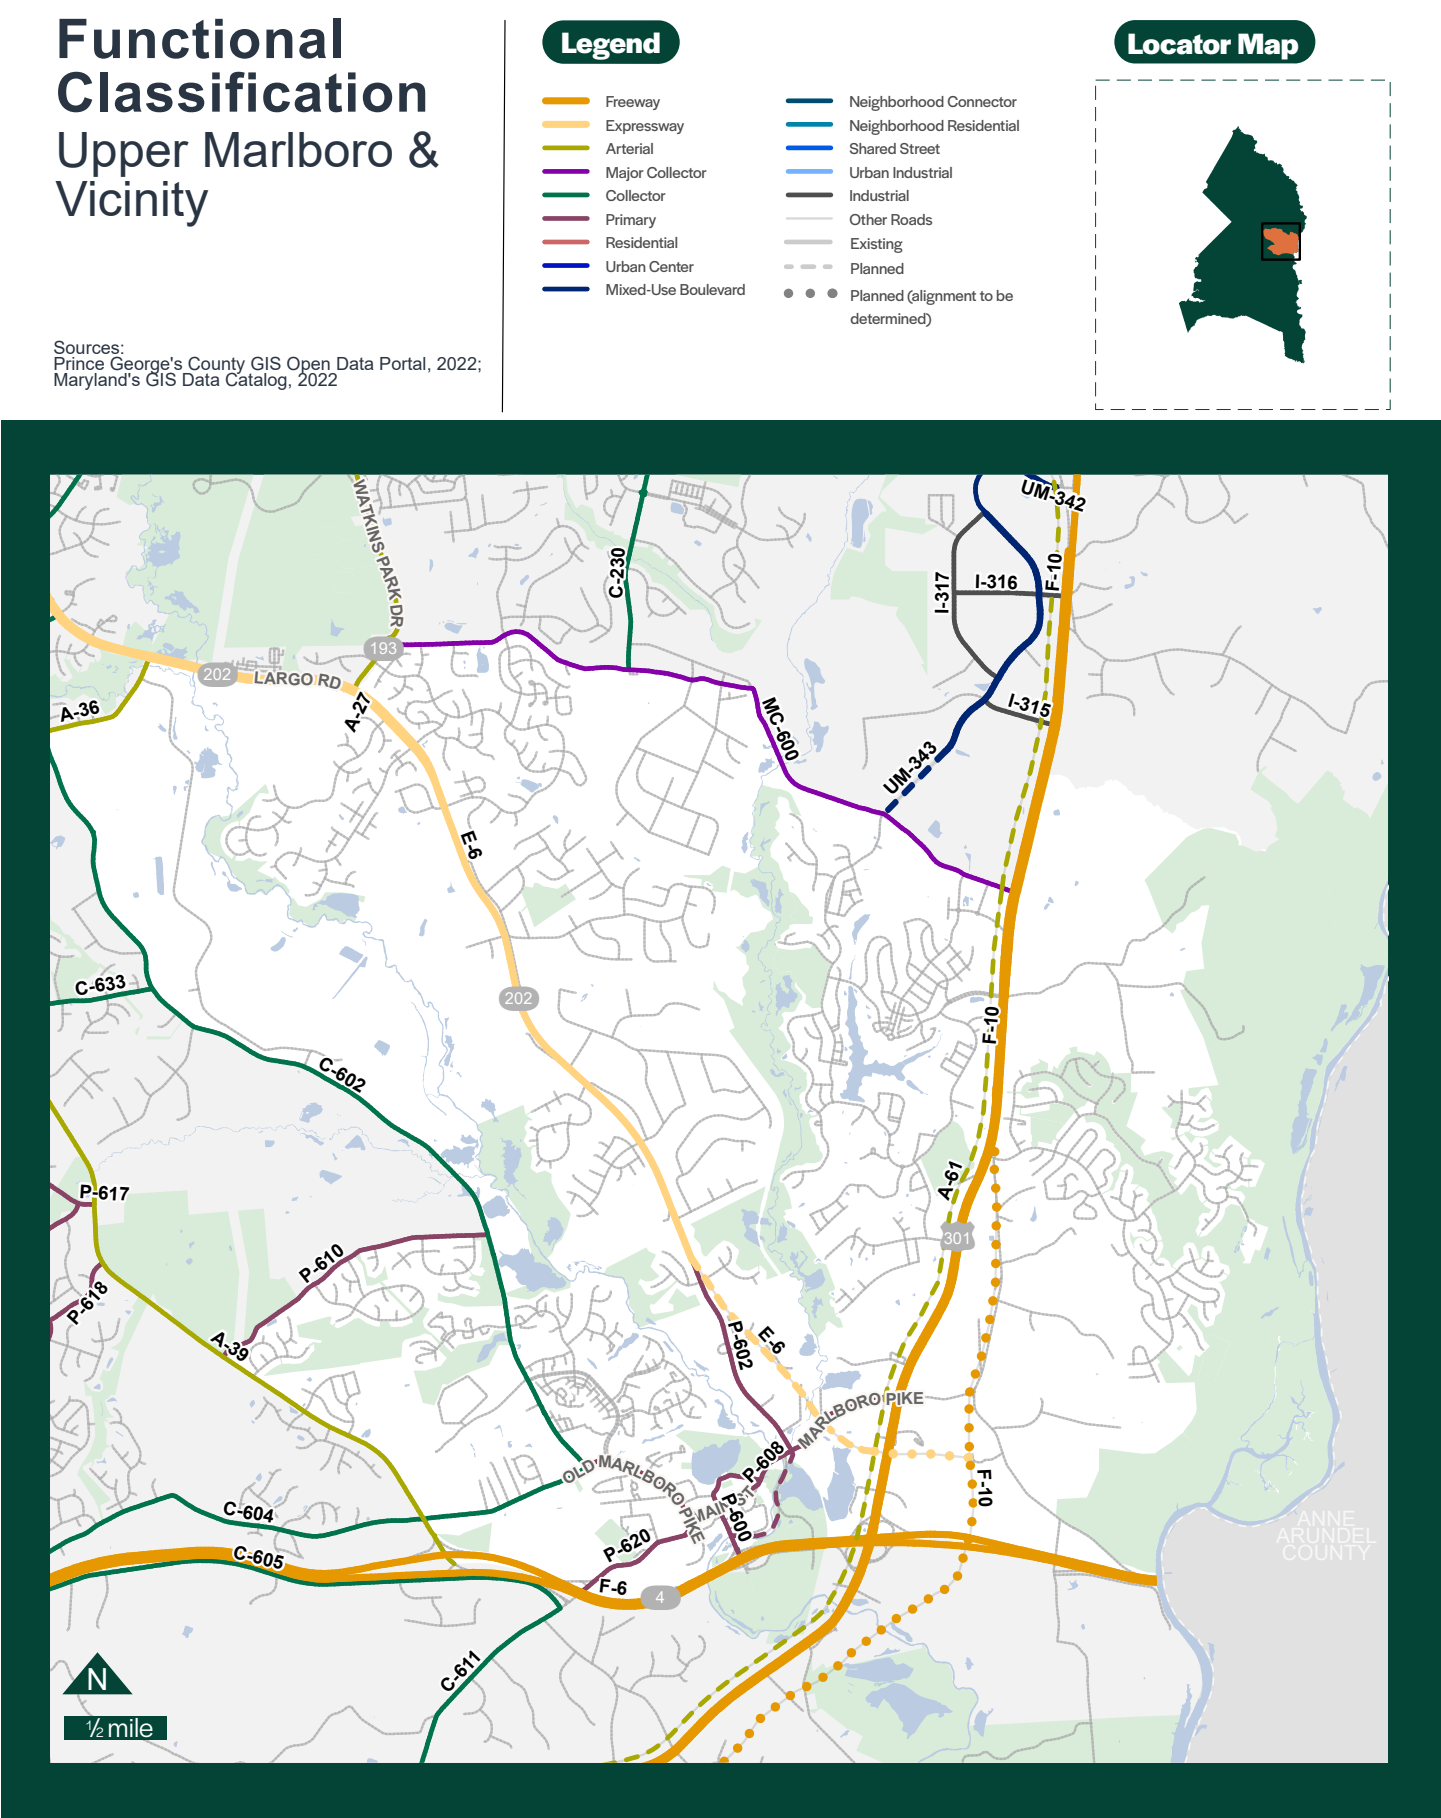 Functional
Classification
Upper Marlboro &
Vicinity
Sources:
Prince George's County GIS Open Data Portal, 2022;
Maryland's GIS Data Catalog, 2022
Legend
Freeway
Expressway
Arterial
Major Collector
Collector
Primary
Residential
Urban Center
Mixed-Use Boulevard
Neighborhood Connector
Neighborhood Residential
Shared Street
Urban Industrial
Industrial
Other Roads
Existing
Planned
Planned (alignment to be
determined)
Locator Map
WATKINS PARK DR
UM-342
C-230
I-317
I-316
F-10
193
202
LARGO RD
A-36
A-27
MC-600
I-315
UM-343
E-6
C-633
202
F-10
C-602
A-61
P-617
301
P-610
P-618
A-39
P-602
E-6
MARLBORO PIKE
OLD MARLBORO PIKE
P-608
MAIN ST
P-600
F-10
C-604
P-620
C-605
F-6
4
C-611
ANNE
ARUNDEL
COUNTY
N
½ mile